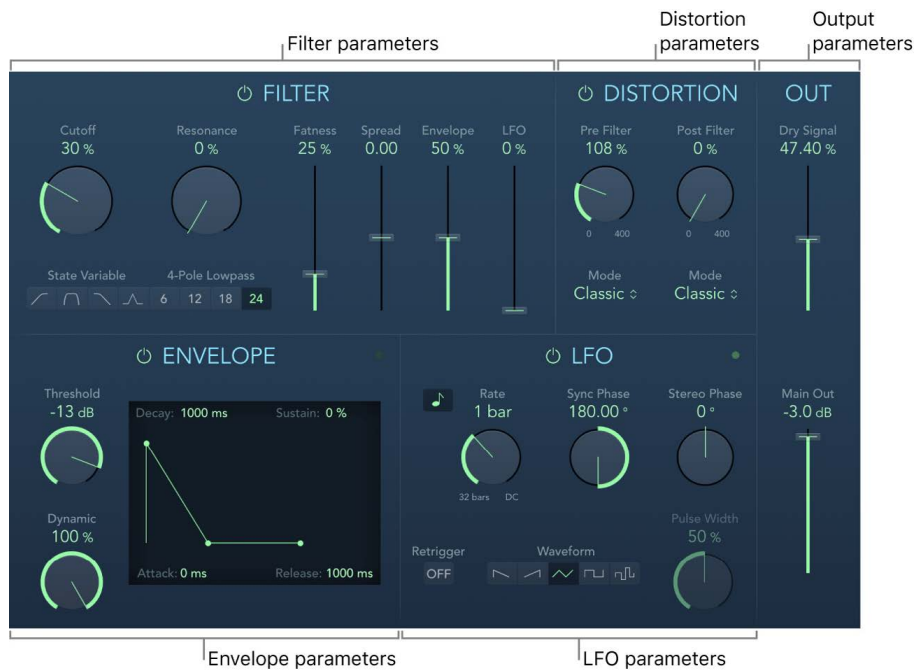 Filter parameters
Distortion
parameters
Output
parameters
FILTER
Cutoff
30 %
Resonance
0 %
Fatness
25 %
Spread
0.00
Envelope
50 %
LFO
0 %
State Variable
4-Pole Lowpass
6 12 18 24
DISTORTION
Pre Filter
108 %
0 400
Post Filter
0 %
0 400
Mode
Classic
Mode
Classic
OUT
Dry Signal
47.40 %
Main Out
-3.0 dB
ENVELOPE
Threshold
-13 dB
Dynamic
100 %
Decay: 1000 ms
Sustain: 0 %
Attack: 0 ms
Release: 1000 ms
LFO
Rate
1 bar
32 bars DC
Sync Phase
180.00 °
Stereo Phase
0 °
Retrigger
OFF
Waveform
Pulse Width
50 %
Envelope parameters
LFO parameters